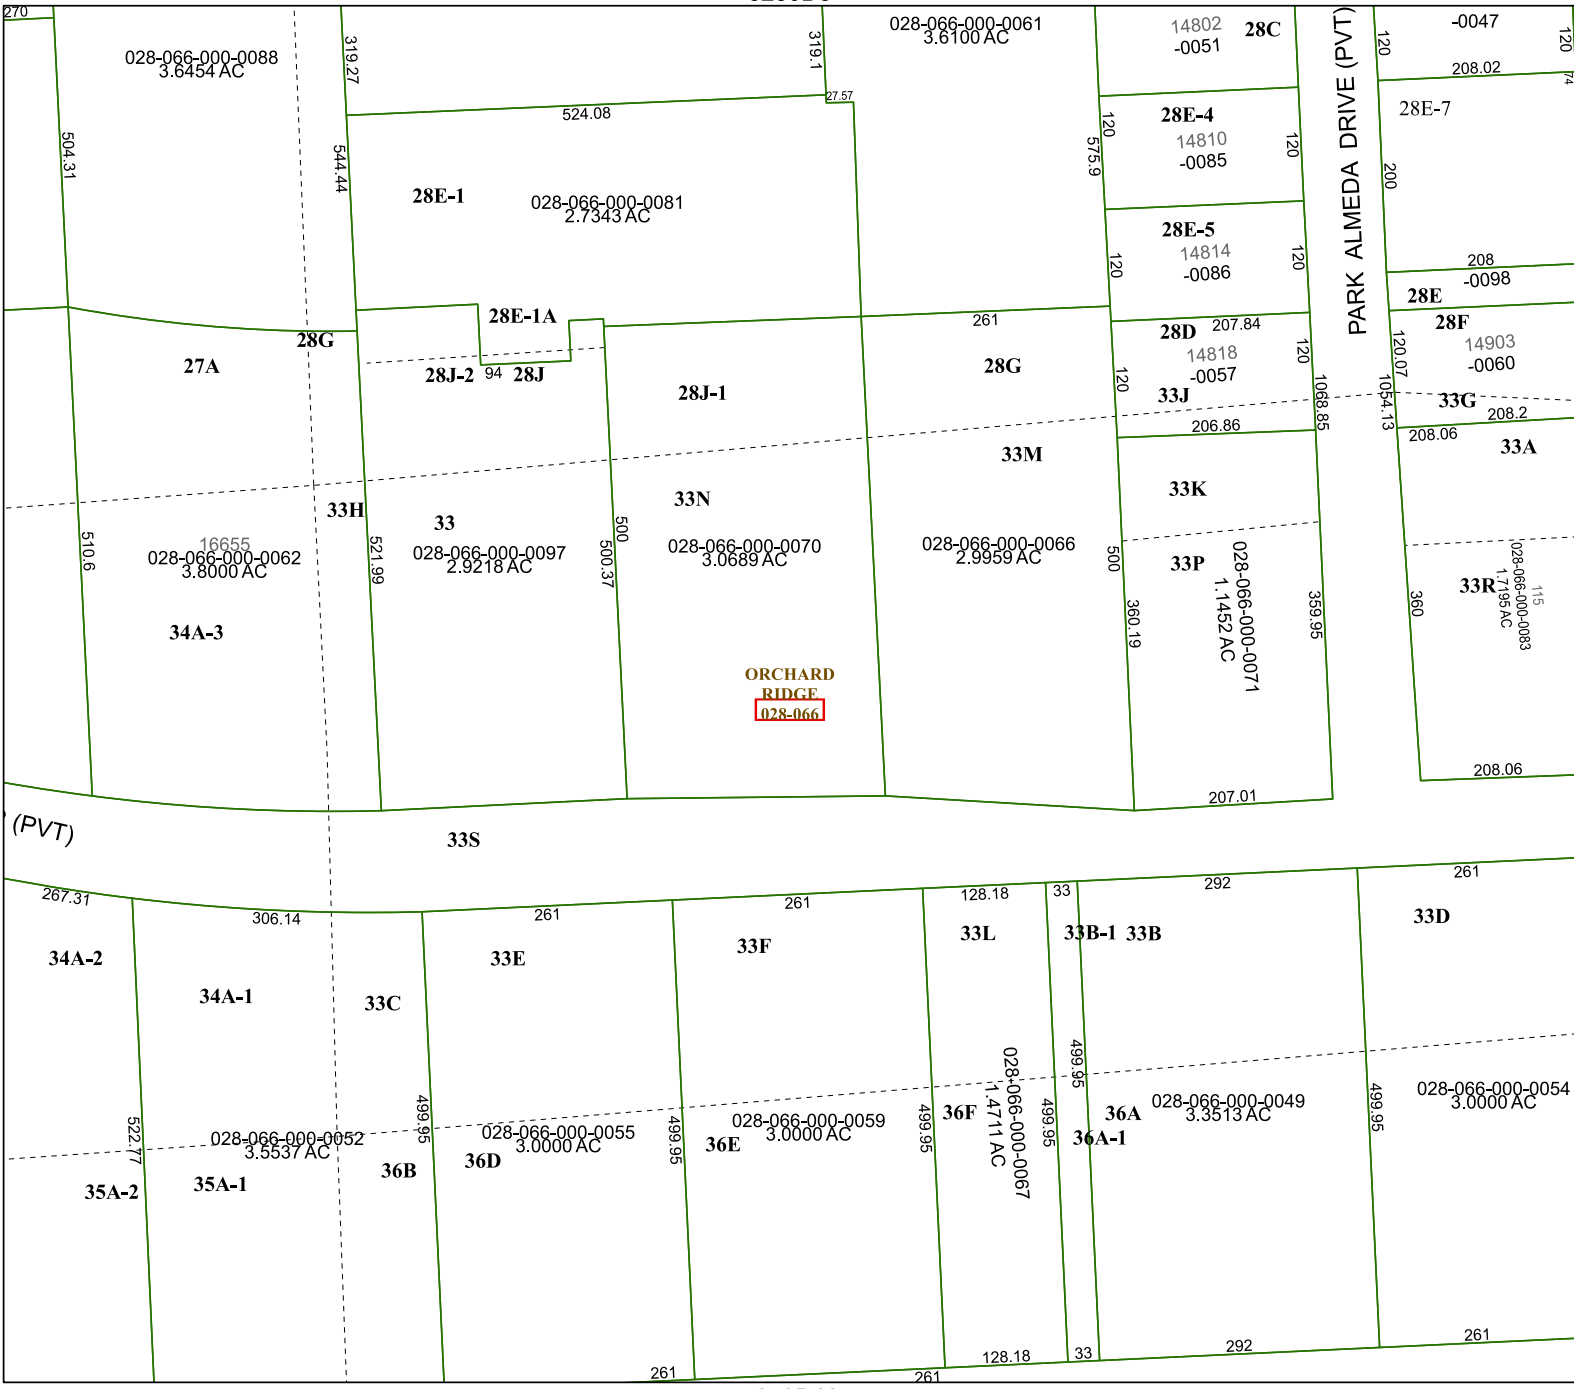 270
028-066-000-0088
3.6454 AC
319.27
319.1
028-066-000-0061
3.6100 AC
14802
-0051
28C
PARK ALMEDA DRIVE (PVT)
120
-0047
120
208.02
74
504.31
544.44
524.08
27.57
575.9
120
28E-4
14810
-0085
120
28E-7
200
28E-1
028-066-000-0081
2.7343 AC
120
28E-5
14814
-0086
120
208
-0098
28E
28G
28E-1A
261
28D
207.84
28F
14903
-0060
120.07
27A
28J-2
94
28J
28J-1
28G
120
14818
-0057
33J
120
1068.85
1054.13
33G
208.2
206.86
208.06
33A
33M
510.6
33H
521.99
33
33N
500
500.37
33K
500
16655
028-066-000-0062
3.8000 AC
028-066-000-0097
2.9218 AC
028-066-000-0070
3.0689 AC
028-066-000-0066
2.9959 AC
33P
028-066-000-0071
1.1452 AC
360.19
359.95
360
33R
115
028-066-000-0083
1.7195 AC
34A-3
ORCHARD
RIDGE
028-066
207.01
208.06
(PVT)
33S
267.31
306.14
261
261
128.18
33
292
261
34A-2
34A-1
33C
33E
33F
33L
33B-1
33B
33D
522.77
499.95
499.95
499.95
499.95
499.95
499.95
028-066-000-0052
3.5537 AC
028-066-000-0055
3.0000 AC
028-066-000-0059
3.0000 AC
028-066-000-0067
1.4711 AC
028-066-000-0049
3.3513 AC
028-066-000-0054
3.0000 AC
35A-2
35A-1
36B
36D
36E
36F
36A
36A-1
261
261
128.18
33
292
261